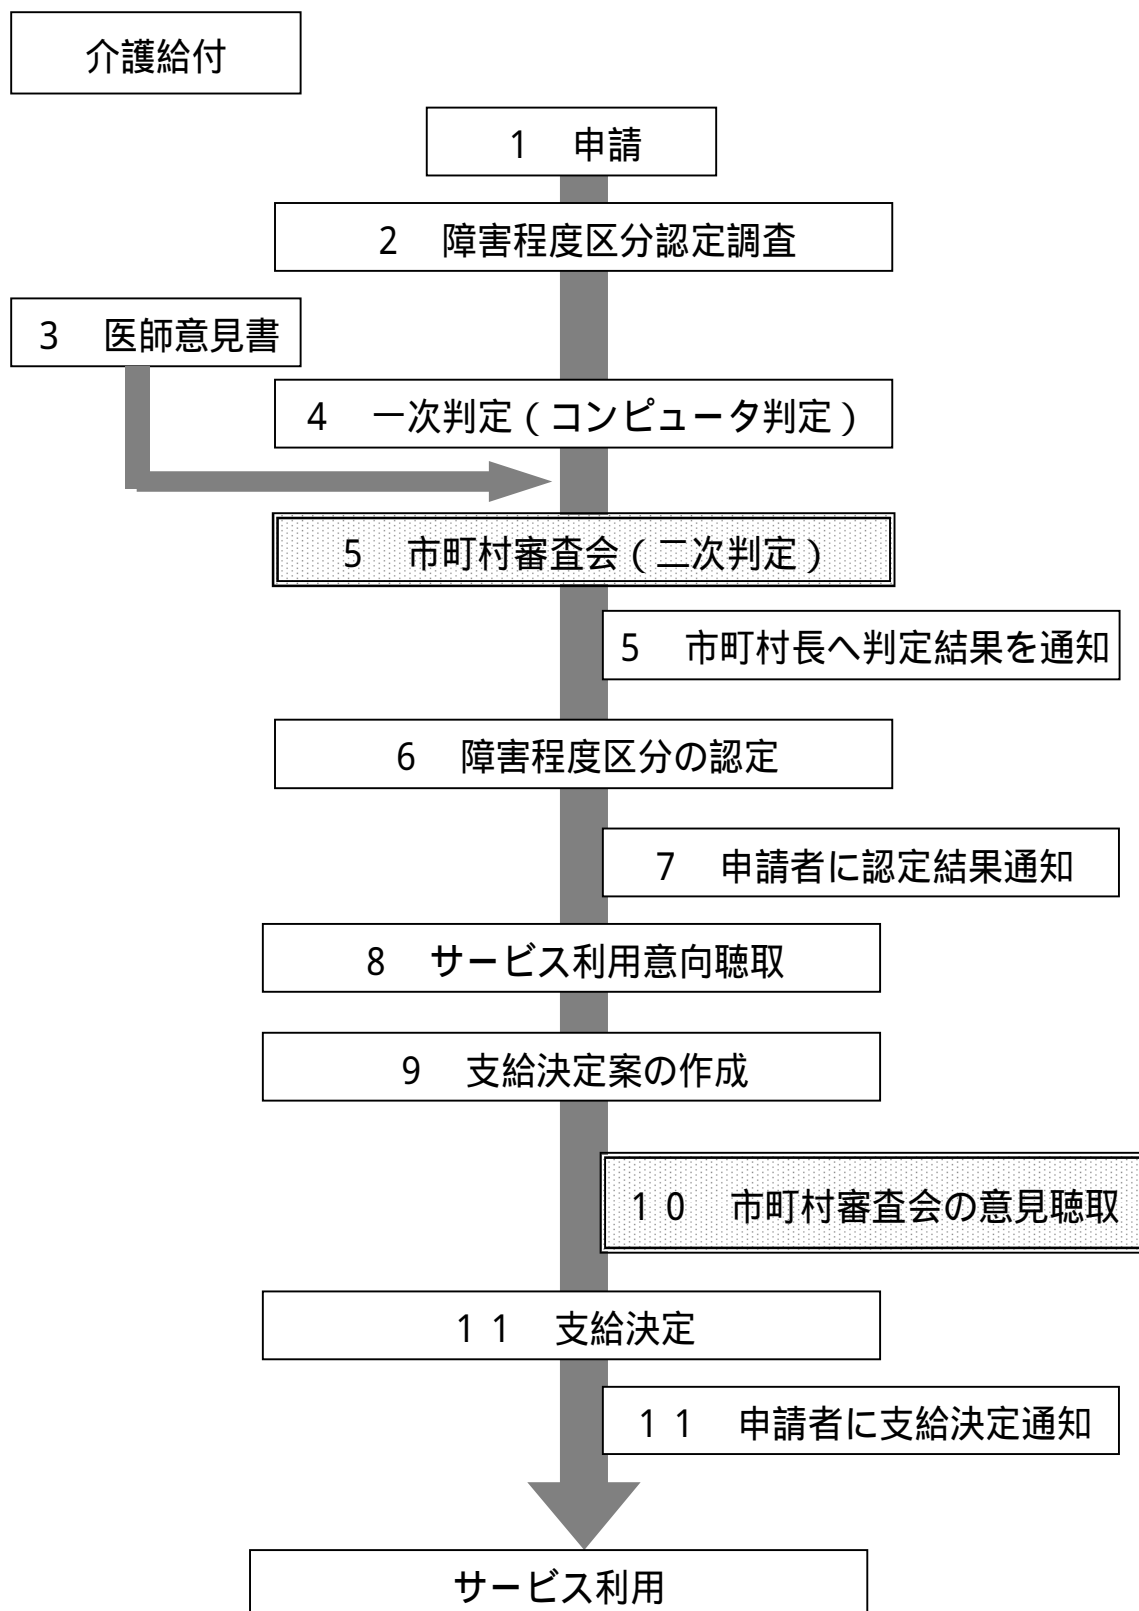 介護給付
1 申請
2 障害程度区分認定調査
3 医師意見書
4 一次判定(コンピュータ判定)
5 市町村審査会(二次判定)
5 市町村長へ判定結果を通知
6 障害程度区分の認定
7 申請者に認定結果通知
8 サービス利用意向聴取
9 支給決定案の作成
10 市町村審査会の意見聴取
11 支給決定
11 申請者に支給決定通知
サービス利用